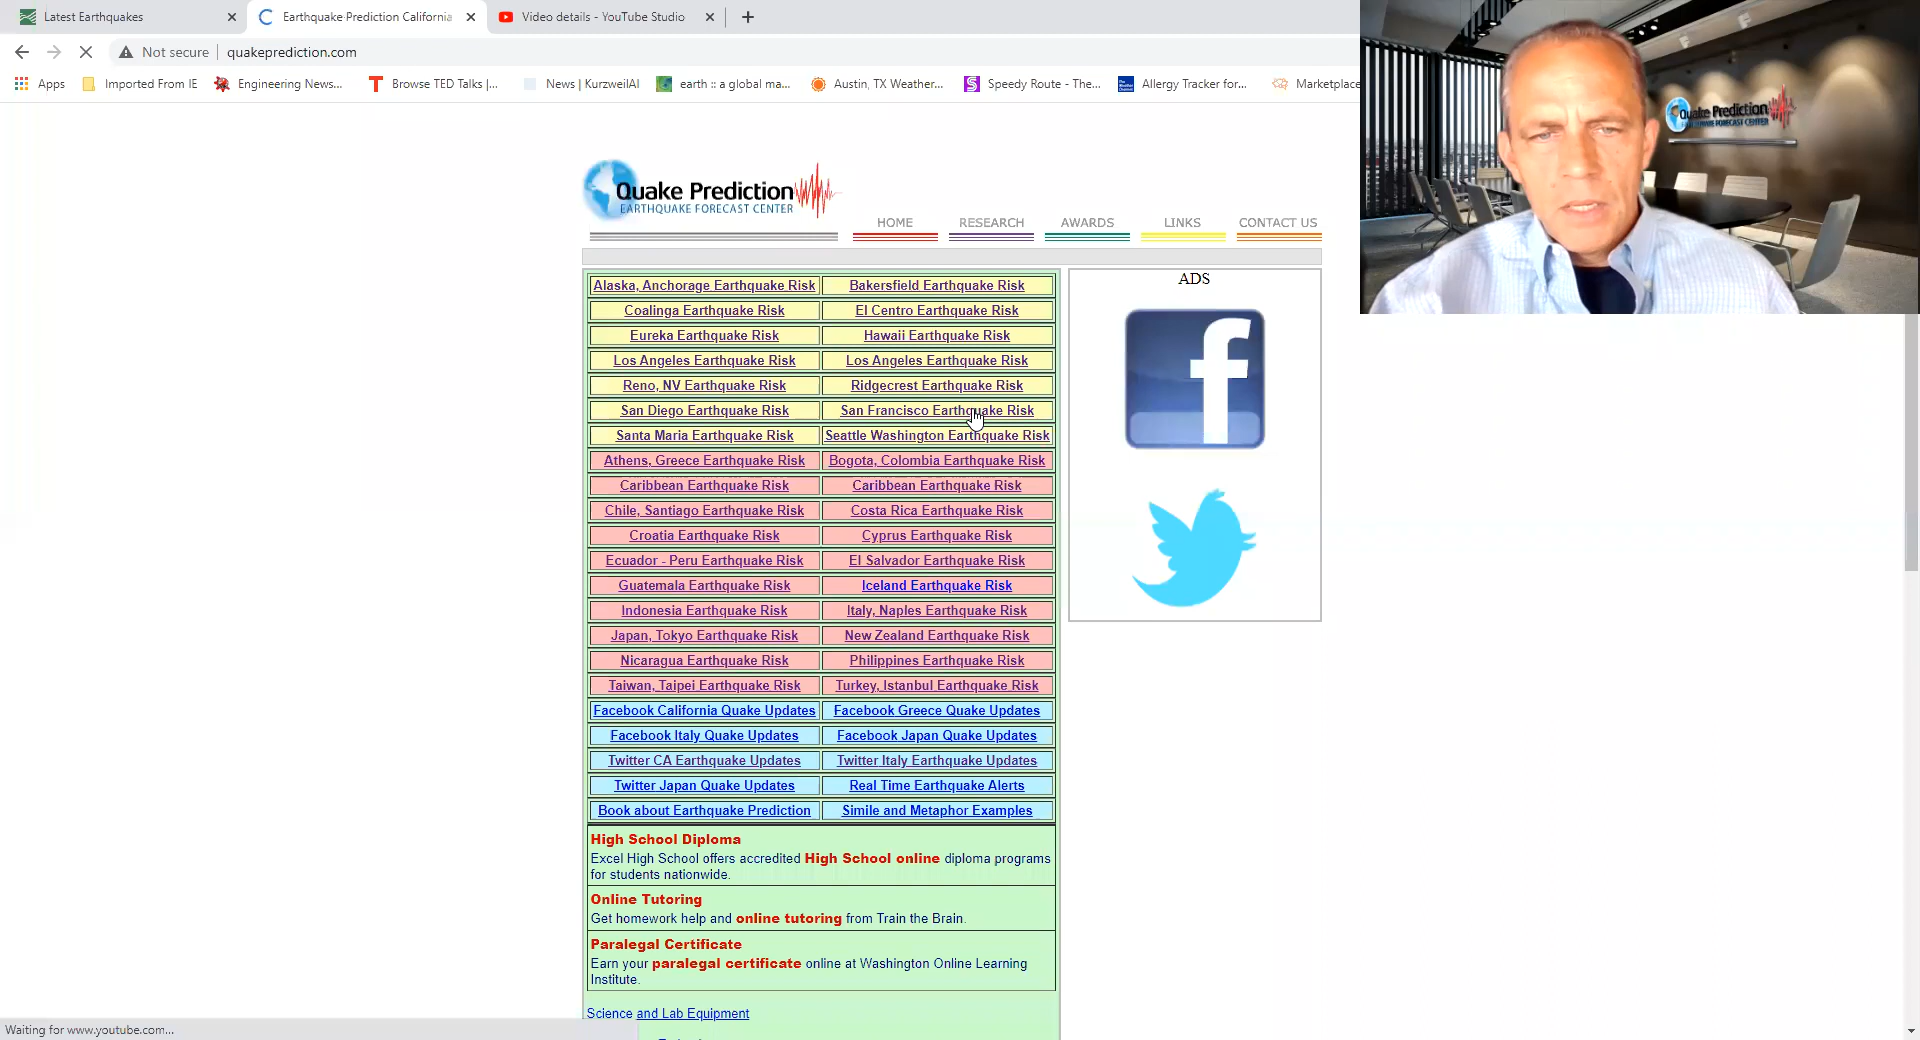 Latest Earthquakes
Earthquake Prediction California
Video details - YouTube Studio
Not secure
quakeprediction.com
Apps
Imported From IE
Engineering News...
Browse TED Talks |...
News | KurzweilAI
earth :: a global ma...
Austin, TX Weather...
Speedy Route - The...
Allergy Tracker for...
Marketplace
Quake Prediction
EARTHQUAKE FORECAST CENTER
HOME RESEARCH AWARDS LINKS CONTACT US
Quake Prediction
EARTHQUAKE FORECAST CENTER
Alaska, Anchorage Earthquake Risk Bakersfield Earthquake Risk
Coalinga Earthquake Risk El Centro Earthquake Risk
Eureka Earthquake Risk Hawaii Earthquake Risk
Los Angeles Earthquake Risk Los Angeles Earthquake Risk
Reno, NV Earthquake Risk Ridgecrest Earthquake Risk
San Diego Earthquake Risk San Francisco Earthquake Risk
Santa Maria Earthquake Risk Seattle Washington Earthquake Risk
Athens, Greece Earthquake Risk Bogota, Colombia Earthquake Risk
Caribbean Earthquake Risk Caribbean Earthquake Risk
Chile, Santiago Earthquake Risk Costa Rica Earthquake Risk
Croatia Earthquake Risk Cyprus Earthquake Risk
Ecuador - Peru Earthquake Risk El Salvador Earthquake Risk
Guatemala Earthquake Risk Iceland Earthquake Risk
Indonesia Earthquake Risk Italy, Naples Earthquake Risk
Japan, Tokyo Earthquake Risk New Zealand Earthquake Risk
Nicaragua Earthquake Risk Philippines Earthquake Risk
Taiwan, Taipei Earthquake Risk Turkey, Istanbul Earthquake Risk
Facebook California Quake Updates Facebook Greece Quake Updates
Facebook Italy Quake Updates Facebook Japan Quake Updates
Twitter CA Earthquake Updates Twitter Italy Earthquake Updates
Twitter Japan Quake Updates Real Time Earthquake Alerts
Book about Earthquake Prediction Simile and Metaphor Examples
High School Diploma
Excel High School offers accredited High School online diploma programs
for students nationwide.
Online Tutoring
Get homework help and online tutoring from Train the Brain.
Paralegal Certificate
Earn your paralegal certificate online at Washington Online Learning
Institute.
Science and Lab Equipment
ADS
f
Waiting for www.youtube.com...